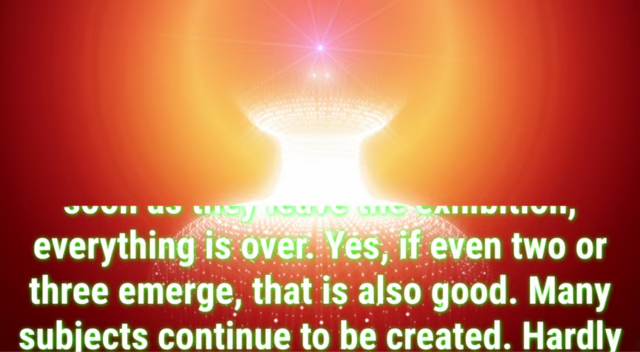 soon as they leave the exhibition,
everything is over. Yes, if even two or
three emerge, that is also good. Many
subjects continue to be created. Hardly